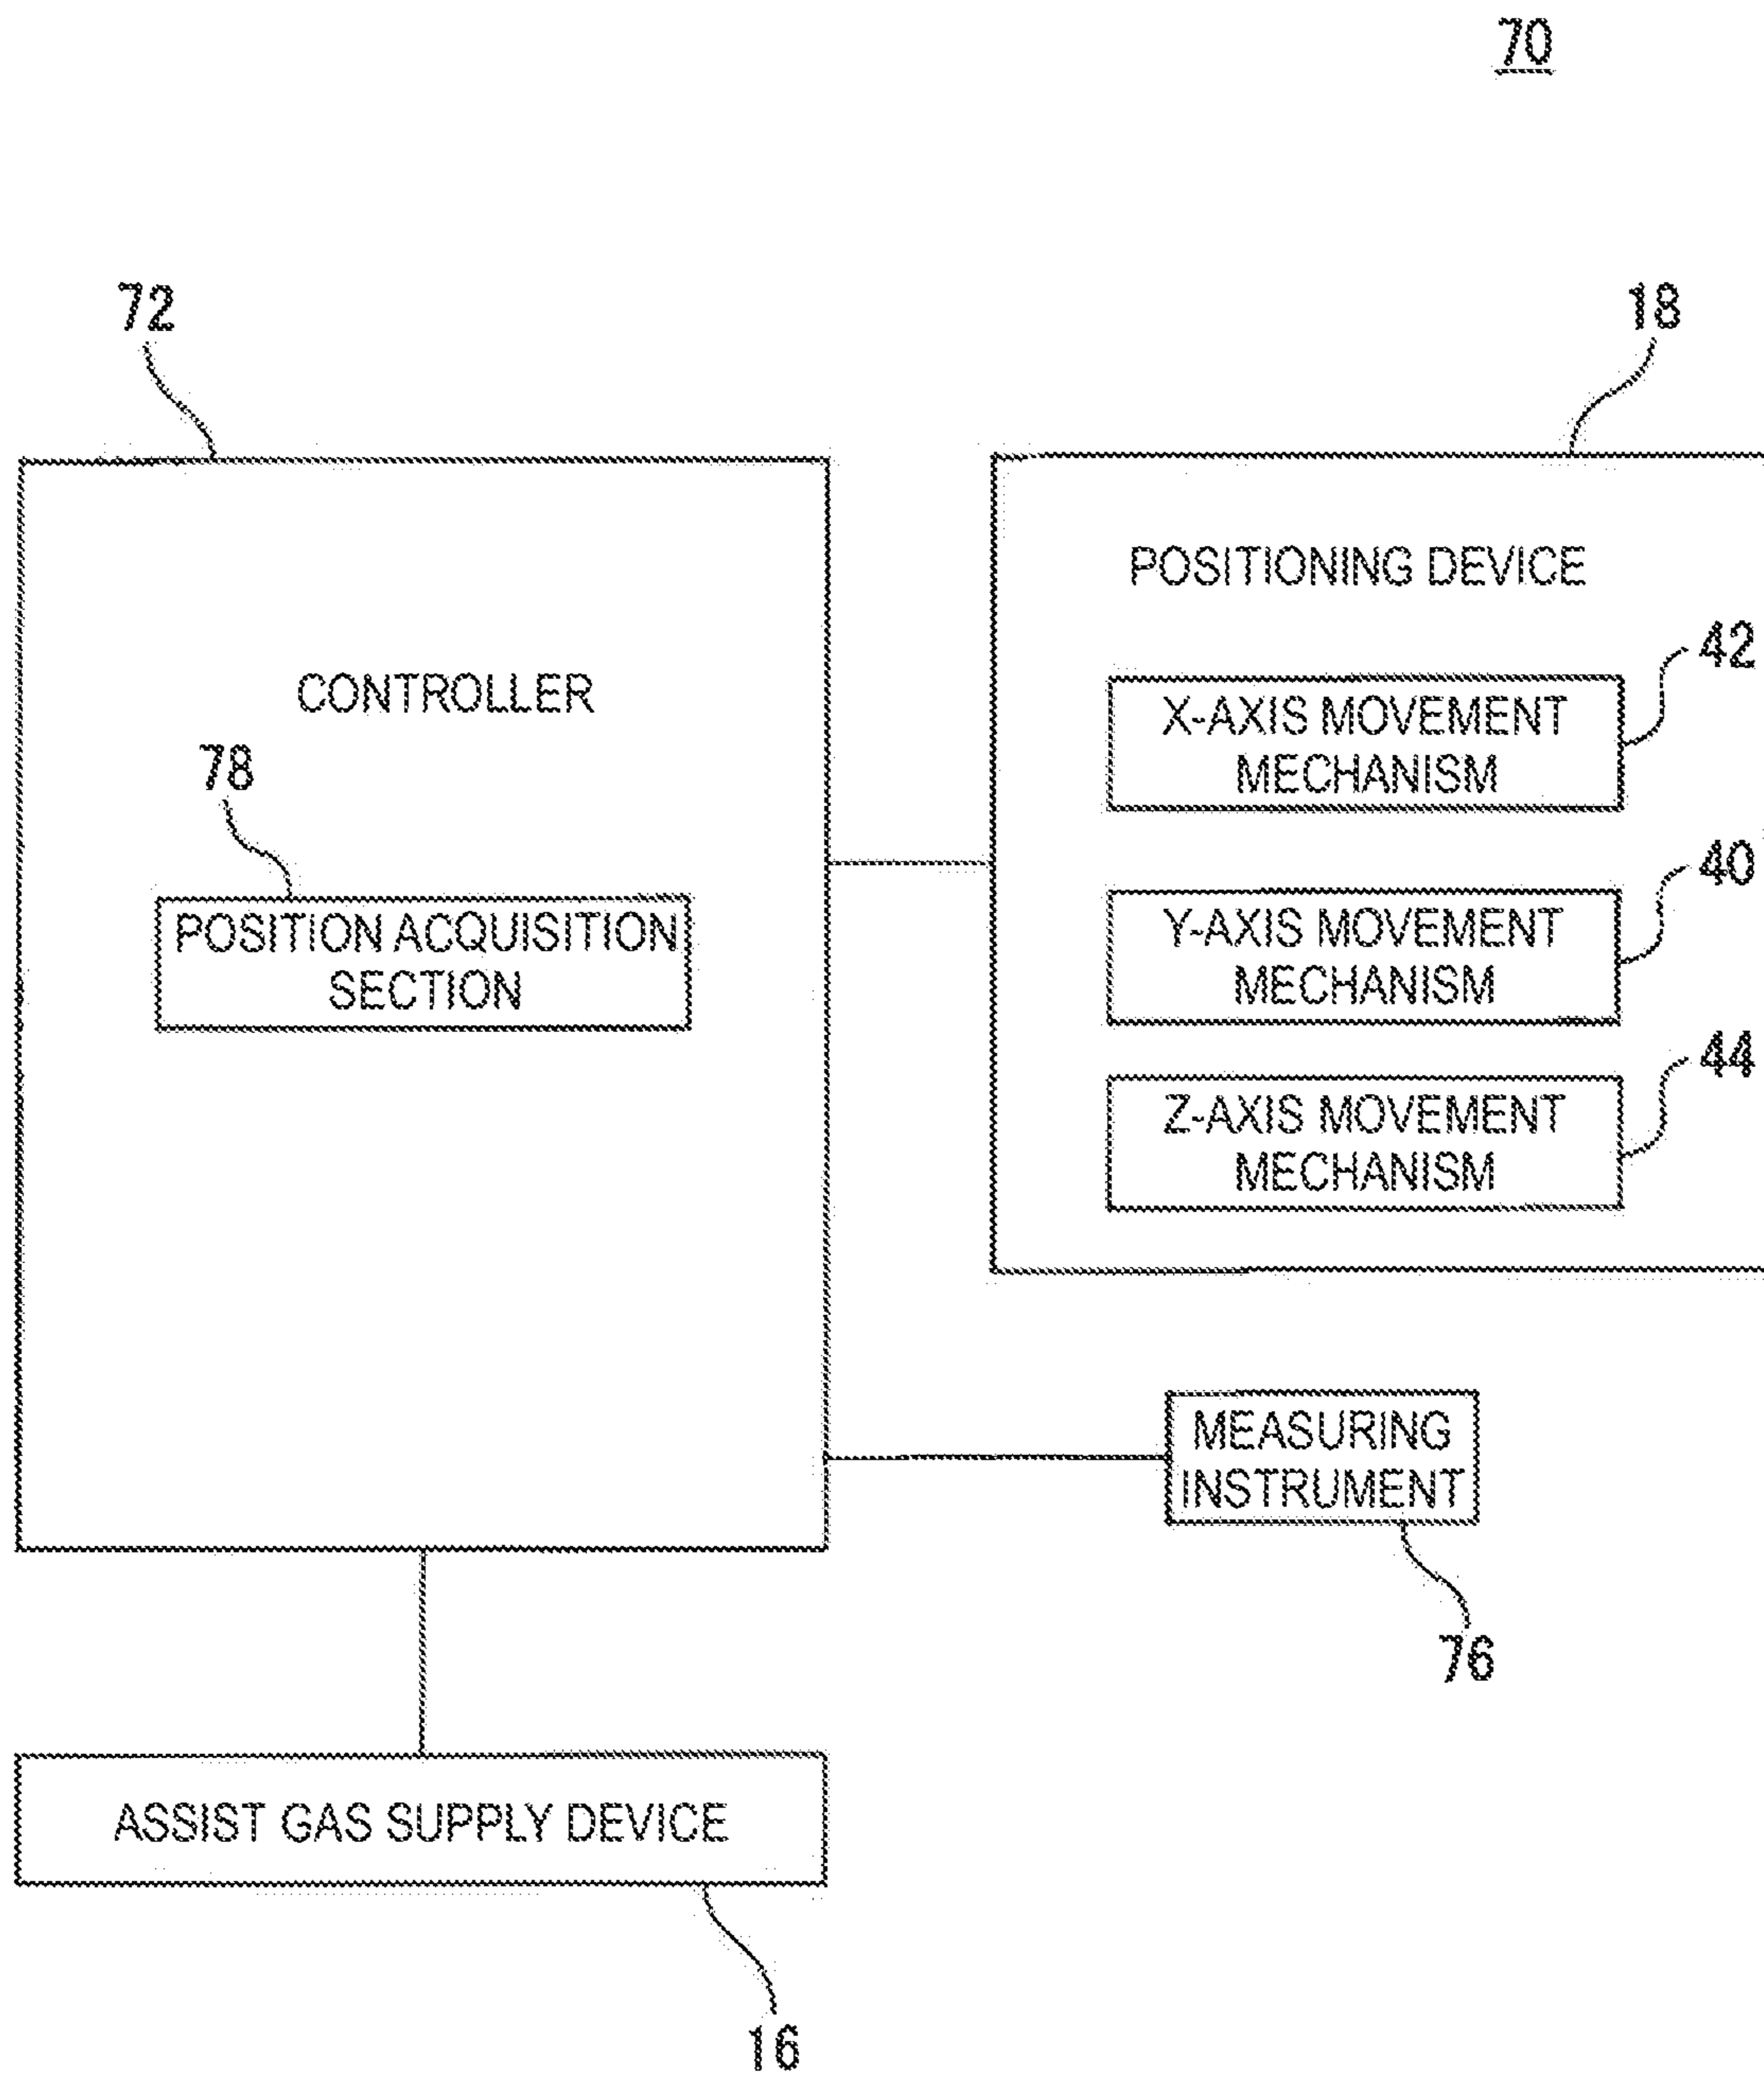 70
72
18
POSITIONING DEVICE
42
CONTROLLER
X-AXIS MOVEMENT
MECHANISM
78
40
POSITION ACQUISITION
SECTION
Y-AXIS MOVEMENT
MECHANISM
44
Z-AXIS MOVEMENT
MECHANISM
MEASURING
INSTRUMENT
76
ASSIST GAS SUPPLY DEVICE
16